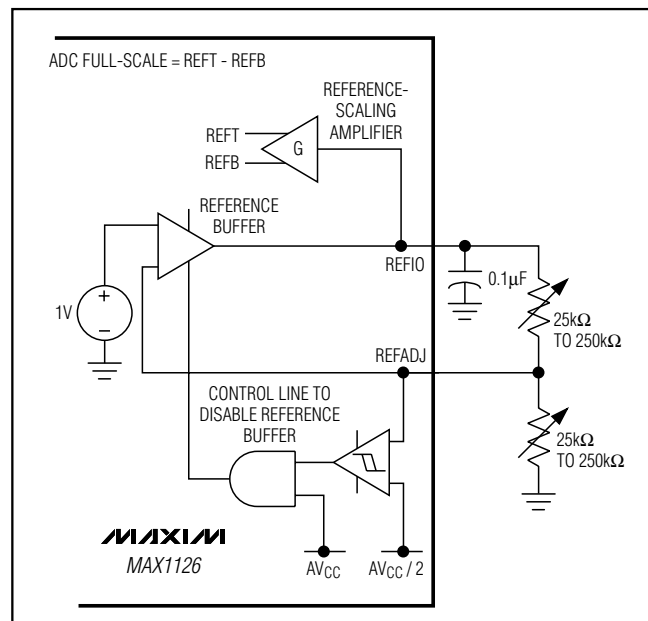 ADC FULL-SCALE = REFT - REFB
REFERENCE-
SCALING
AMPLIFIER
REFT
REFB
G
REFERENCE
BUFFER
REFIO
0.1µF
25kΩ
TO 250kΩ
1V
+
−
REFADJ
CONTROL LINE TO
DISABLE REFERENCE
BUFFER
25kΩ
TO 250kΩ
MAXIM
MAX1126
AVCC
AVCC / 2